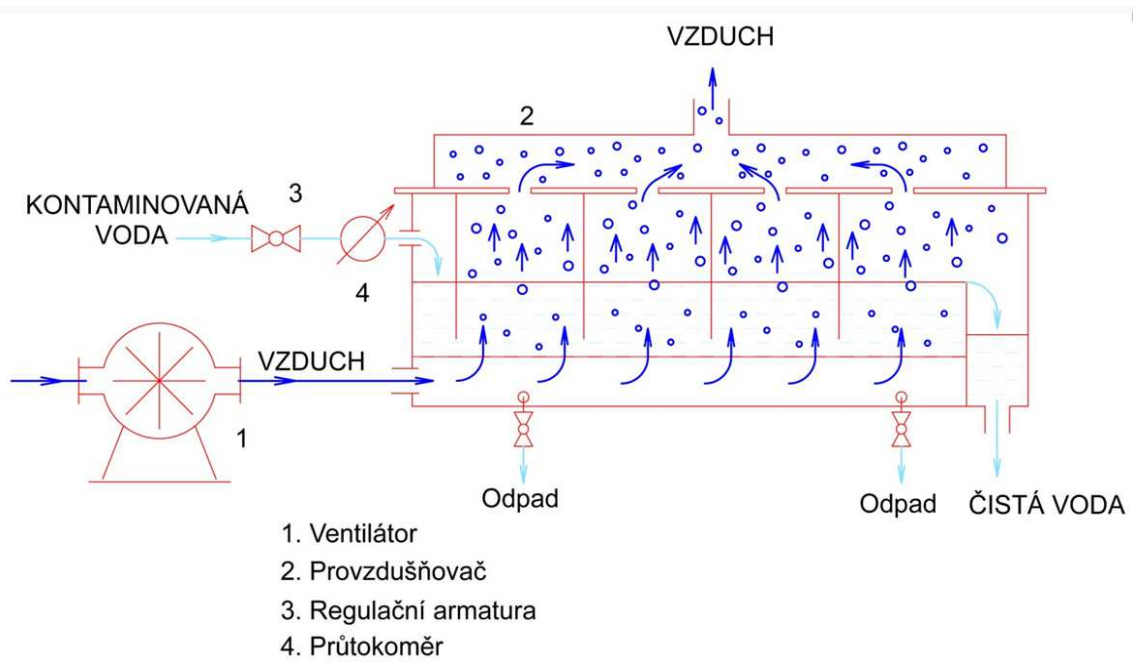 VZDUCH
2
3
KONTAMINOVANÁ
VODA
4
VZDUCH
1
Odpad
Odpad
ČISTÁ VODA
1. Ventilátor
2. Provzdušňovač
3. Regulační armatura
4. Průtokoměr